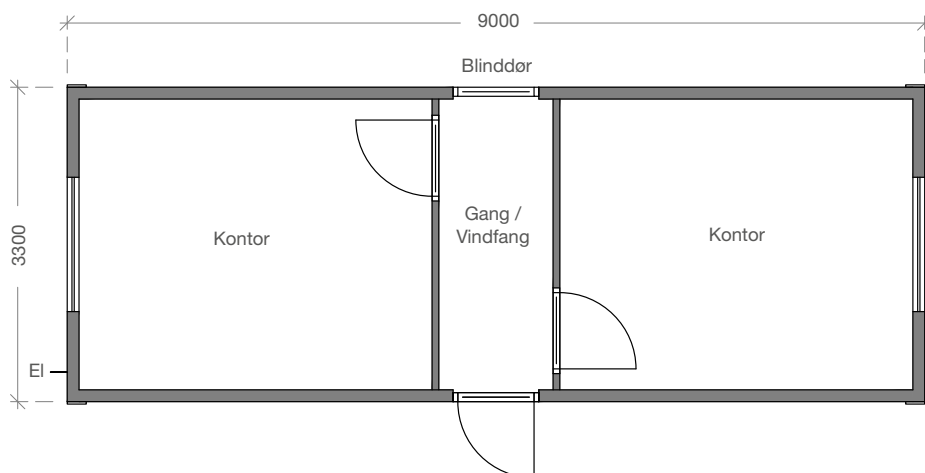 9000
Blinddør
3300
Kontor
Gang /
Vindfang
Kontor
El